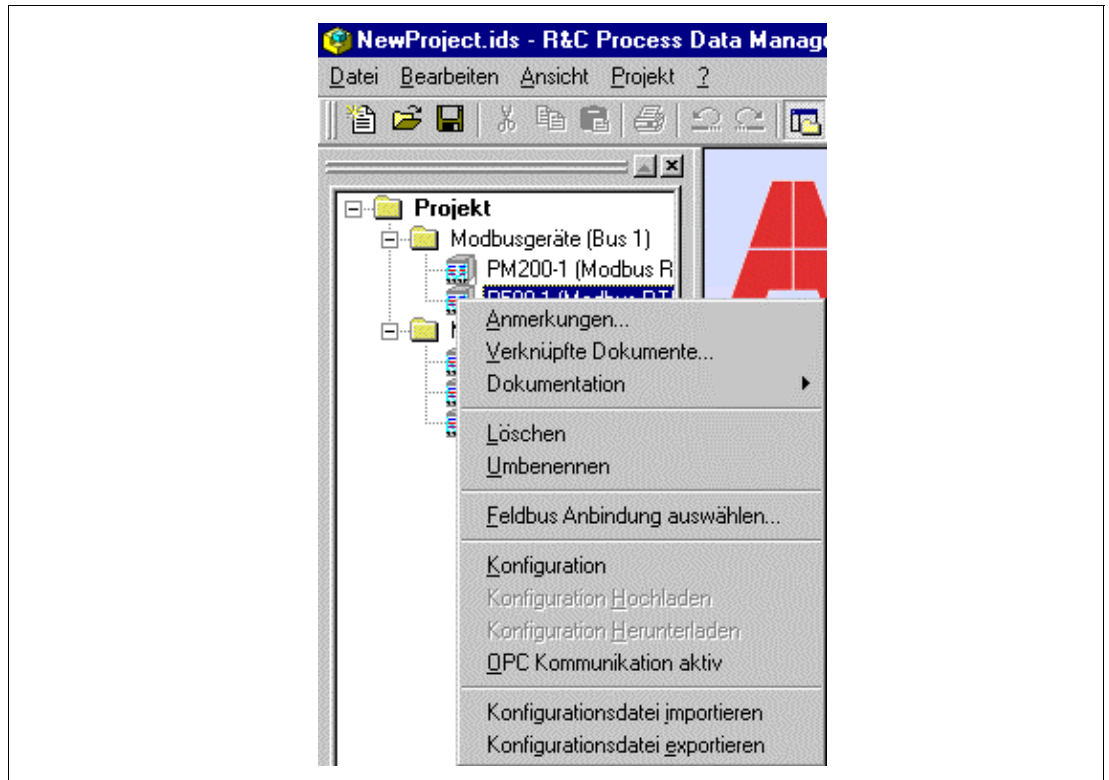 NewProject.ids - R&C Process Data Manag
Datei Bearbeiten Ansicht Projekt ?
Projekt
Modbusgeräte (Bus 1)
PM200-1 (Modbus R
Anmerkungen...
Verknüpfte Dokumente...
Dokumentation
Löschen
Umbenennen
Feldbus Anbindung auswählen...
Konfiguration
Konfiguration Hochladen
Konfiguration Herunterladen
OPC Kommunikation aktiv
Konfigurationsdatei importieren
Konfigurationsdatei exportieren